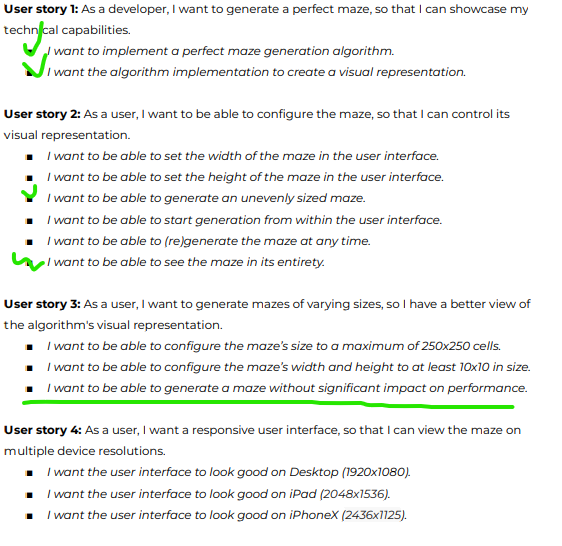 User story 1: As a developer, I want to generate a perfect maze, so that I can showcase my
technical capabilities.
I want to implement a perfect maze generation algorithm.
I want the algorithm implementation to create a visual representation.
User story 2: As a user, I want to be able to configure the maze, so that I can control its
visual representation.
■ I want to be able to set the width of the maze in the user interface.
■ I want to be able to set the height of the maze in the user interface.
■ I want to be able to generate an unevenly sized maze.
■ I want to be able to start generation from within the user interface.
■ I want to be able to (re)generate the maze at any time.
I want to be able to see the maze in its entirety.
User story 3: As a user, I want to generate mazes of varying sizes, so I have a better view of
the algorithm's visual representation.
■ I want to be able to configure the maze's size to a maximum of 250x250 cells.
■ I want to be able to configure the maze's width and height to at least 10x10 in size.
■ I want to be able to generate a maze without significant impact on performance.
User story 4: As a user, I want a responsive user interface, so that I can view the maze on
multiple device resolutions.
■ I want the user interface to look good on Desktop (1920x1080).
■ I want the user interface to look good on iPad (2048x1536).
■ I want the user interface to look good on iPhoneX (2436x1125).